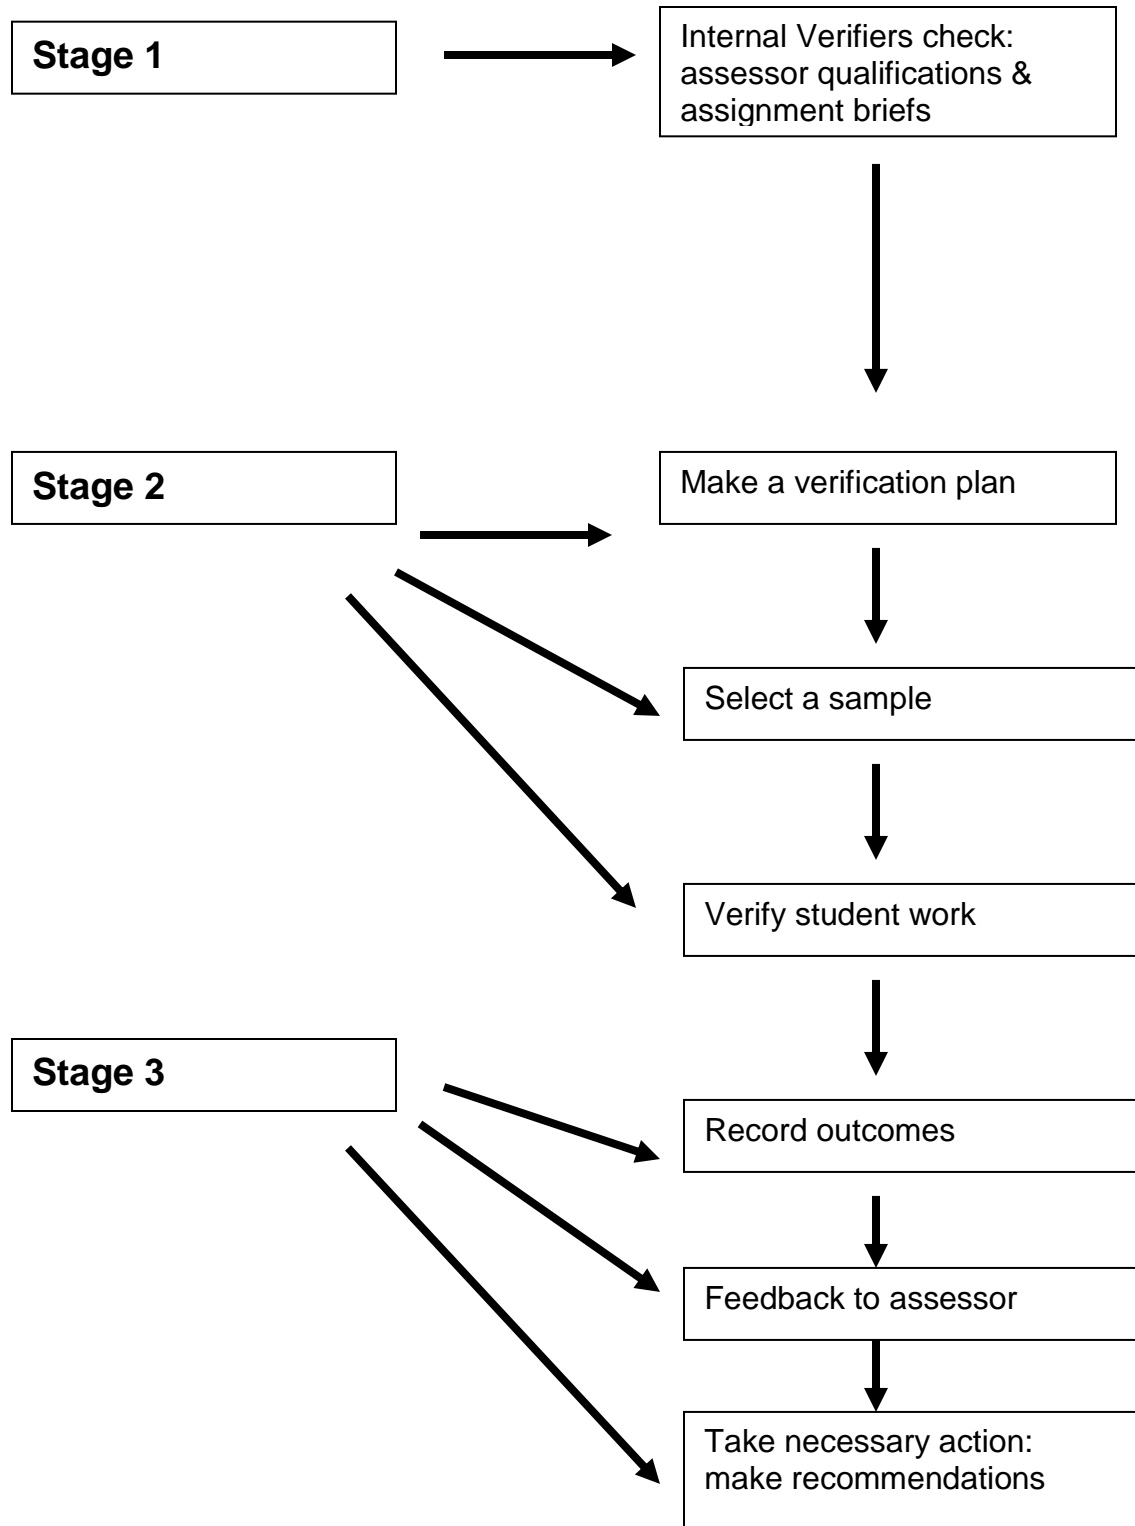 Stage 1
Internal Verifiers check:
assessor qualifications &
assignment briefs
Stage 2
Make a verification plan
Select a sample
Verify student work
Stage 3
Record outcomes
Feedback to assessor
Take necessary action:
make recommendations